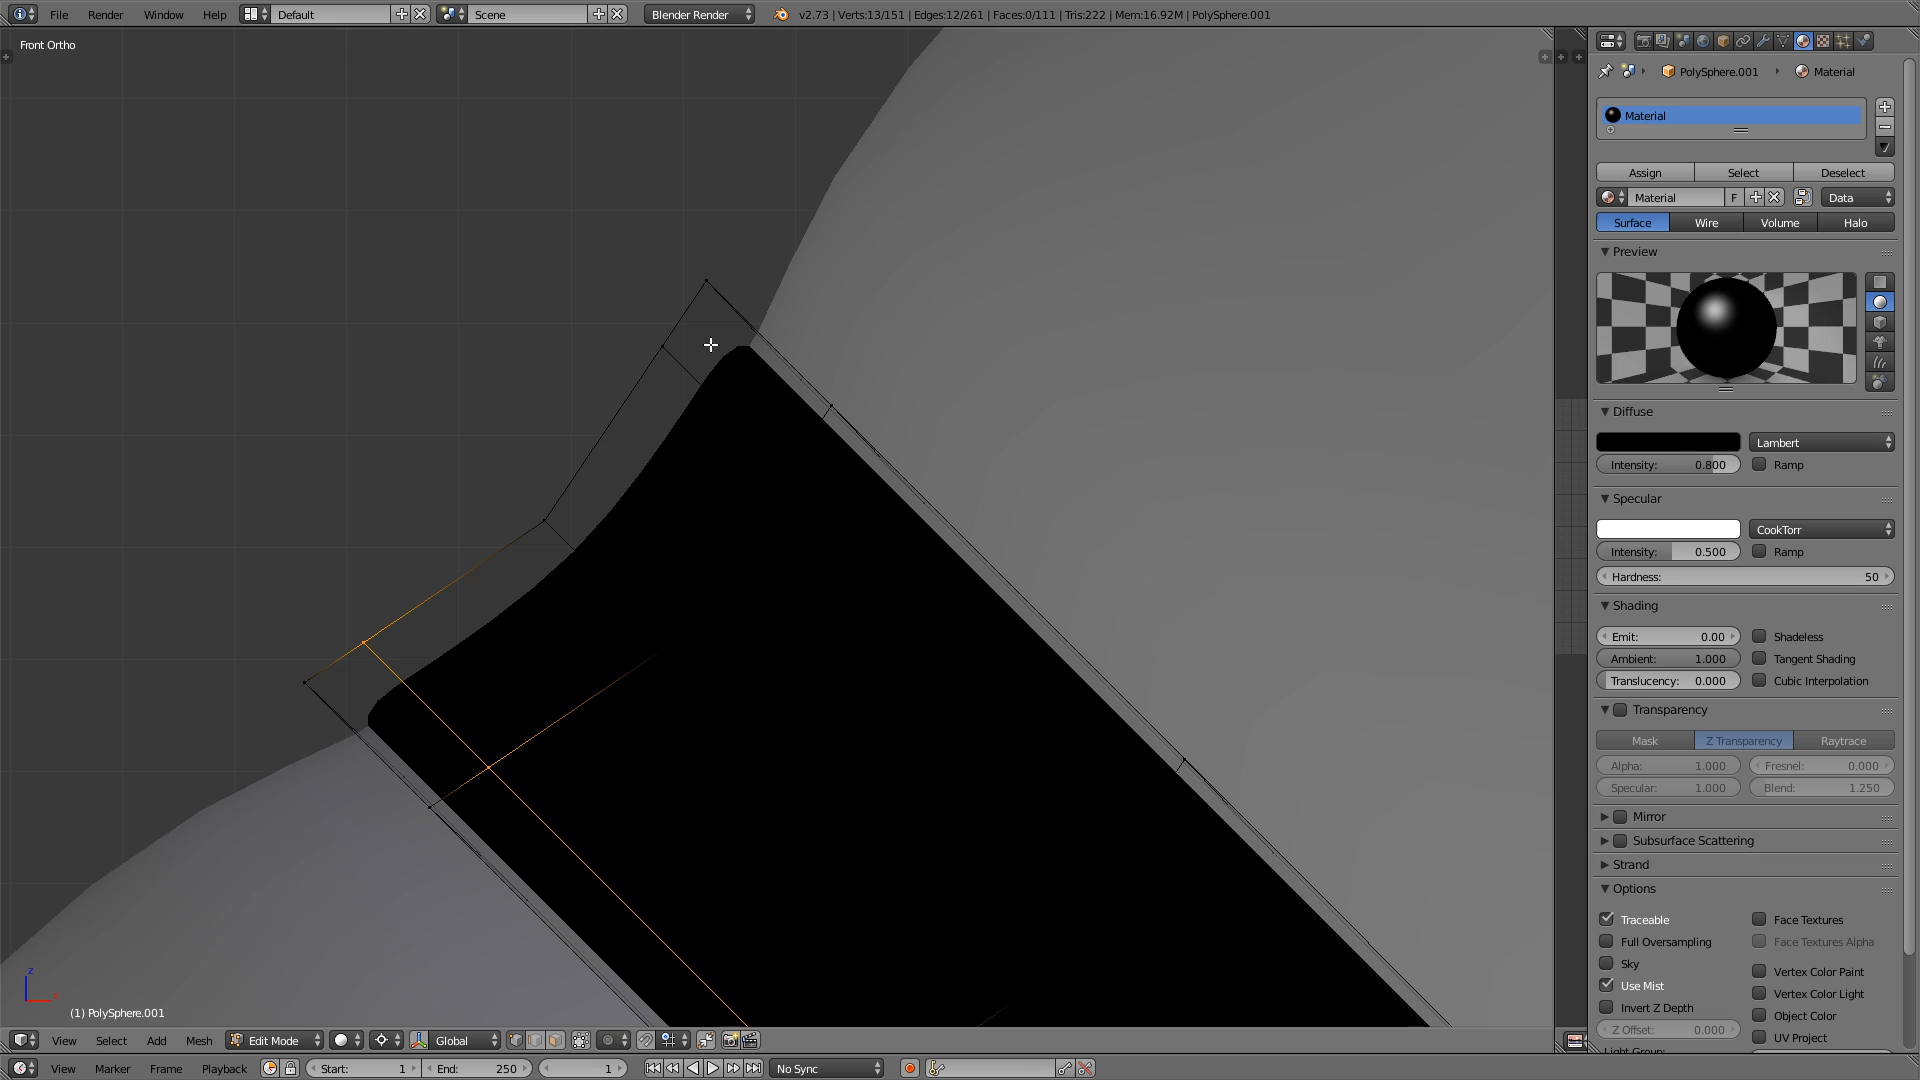 File Render Window Help Default Scene Blender Render v2.73 | Verts:13/151 | Edges:12/261 | Faces:0/111 | Tris:222 | Mem:16.92M | PolySphere.001
Front Ortho
PolySphere.001 Material
Material
Assign Select Deselect
Material F Data
Surface Wire Volume Halo
Preview
Diffuse
Lambert
Intensity: 0.800 Ramp
Specular
CookTorr
Intensity: 0.500 Ramp
Hardness: 50
Shading
Emit: 0.00 Shadeless
Ambient: 1.000 Tangent Shading
Translucency: 0.000 Cubic Interpolation
Transparency
Mask Z Transparency Raytrace
Alpha: 1.000 Fresnel: 0.000
Specular: 1.000 Blend: 1.250
Mirror
Subsurface Scattering
Strand
Options
Traceable Face Textures
Full Oversampling Face Textures Alpha
Sky
Vertex Color Paint
Use Mist
Vertex Color Light
Invert Z Depth
Object Color
Z Offset: 0.000
UV Project
Light Group:
z
(1) PolySphere.001
View Select Add Mesh Edit Mode Global
View Marker Frame Playback Start: 1 End: 250 1 No Sync